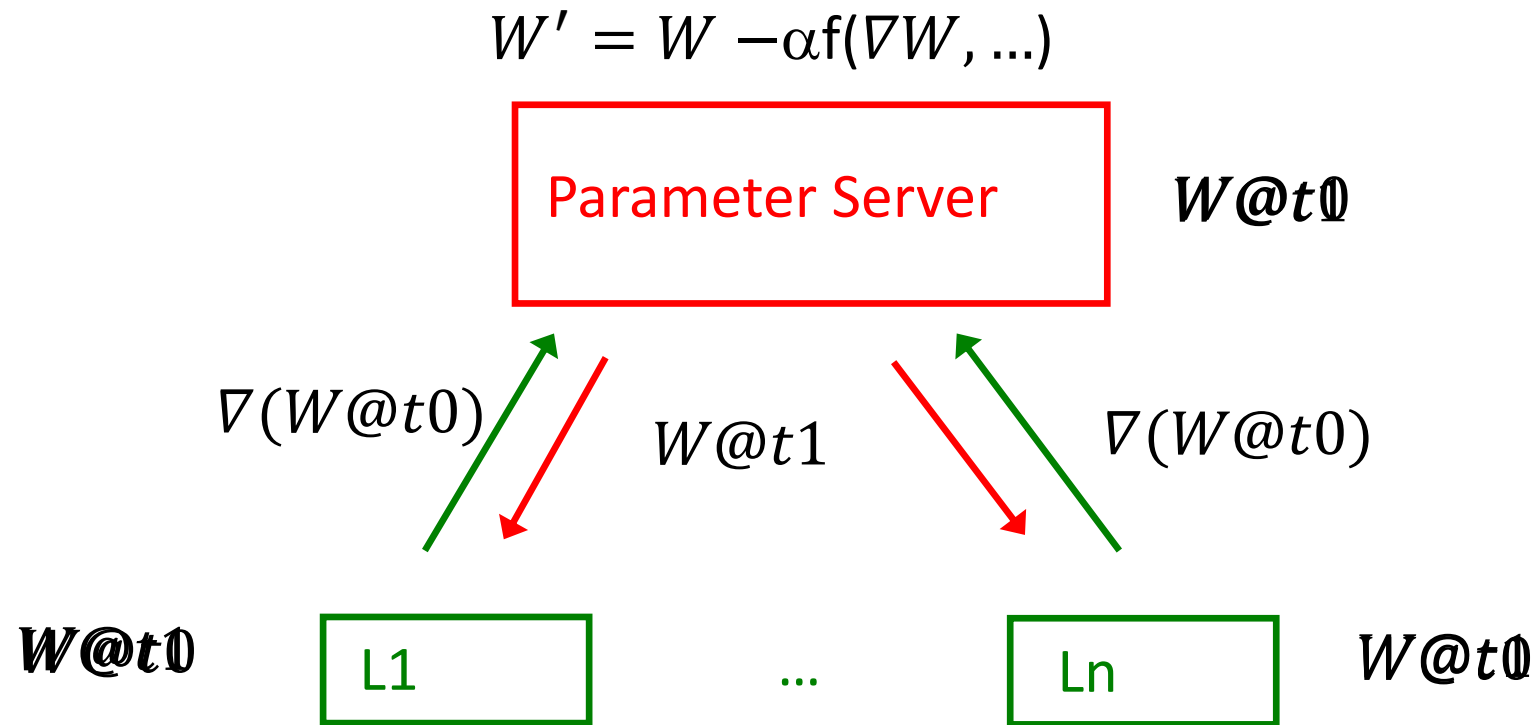 𝑊′ = 𝑊 −αf(∇𝑊, …)
Parameter Server
∇(𝑊@𝑡0)
𝑊@𝑡1
∇(𝑊@𝑡0)
L1
…
Ln